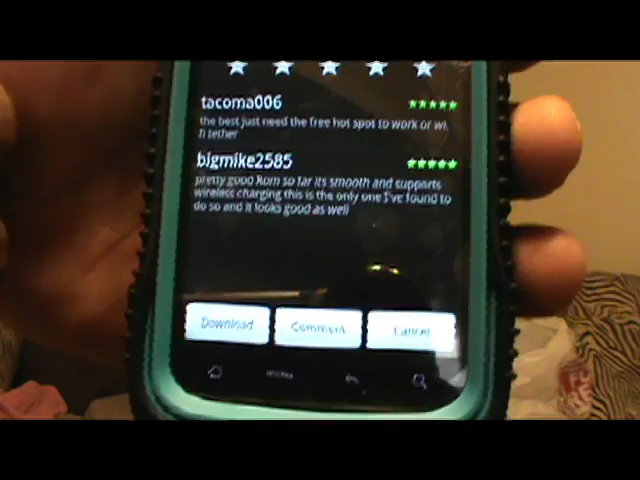 tacoma006
the best just need the free hot spot to work or wi,
fi tether
bigmike2585
pretty good Rom so far its smooth and supports
wireless charging this is the only one I've found to
do so and it looks good as well
Download Comment Cancel
menu